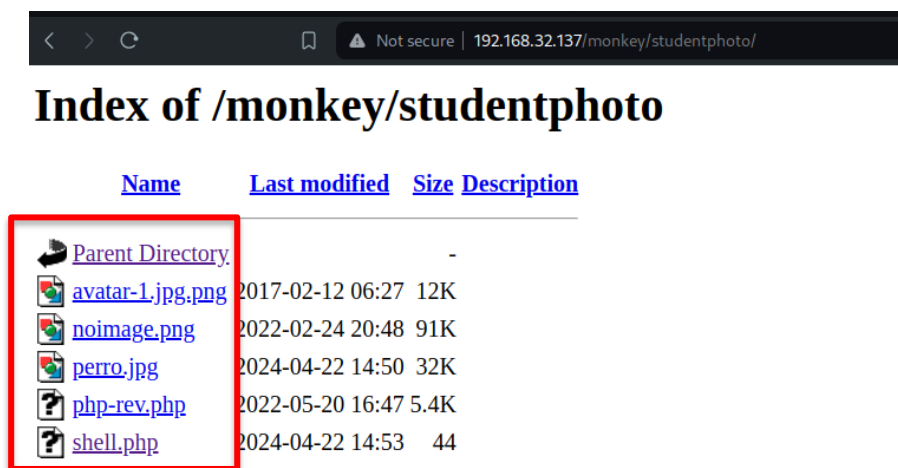 Not secure | 192.168.32.137/monkey/studentphoto/
Index of /monkey/studentphoto
Name Last modified Size Description
Parent Directory -
avatar-1.jpg.png 2017-02-12 06:27 12K
noimage.png 2022-02-24 20:48 91K
perro.jpg 2024-04-22 14:50 32K
php-rev.php 2022-05-20 16:47 5.4K
shell.php 2024-04-22 14:53 44